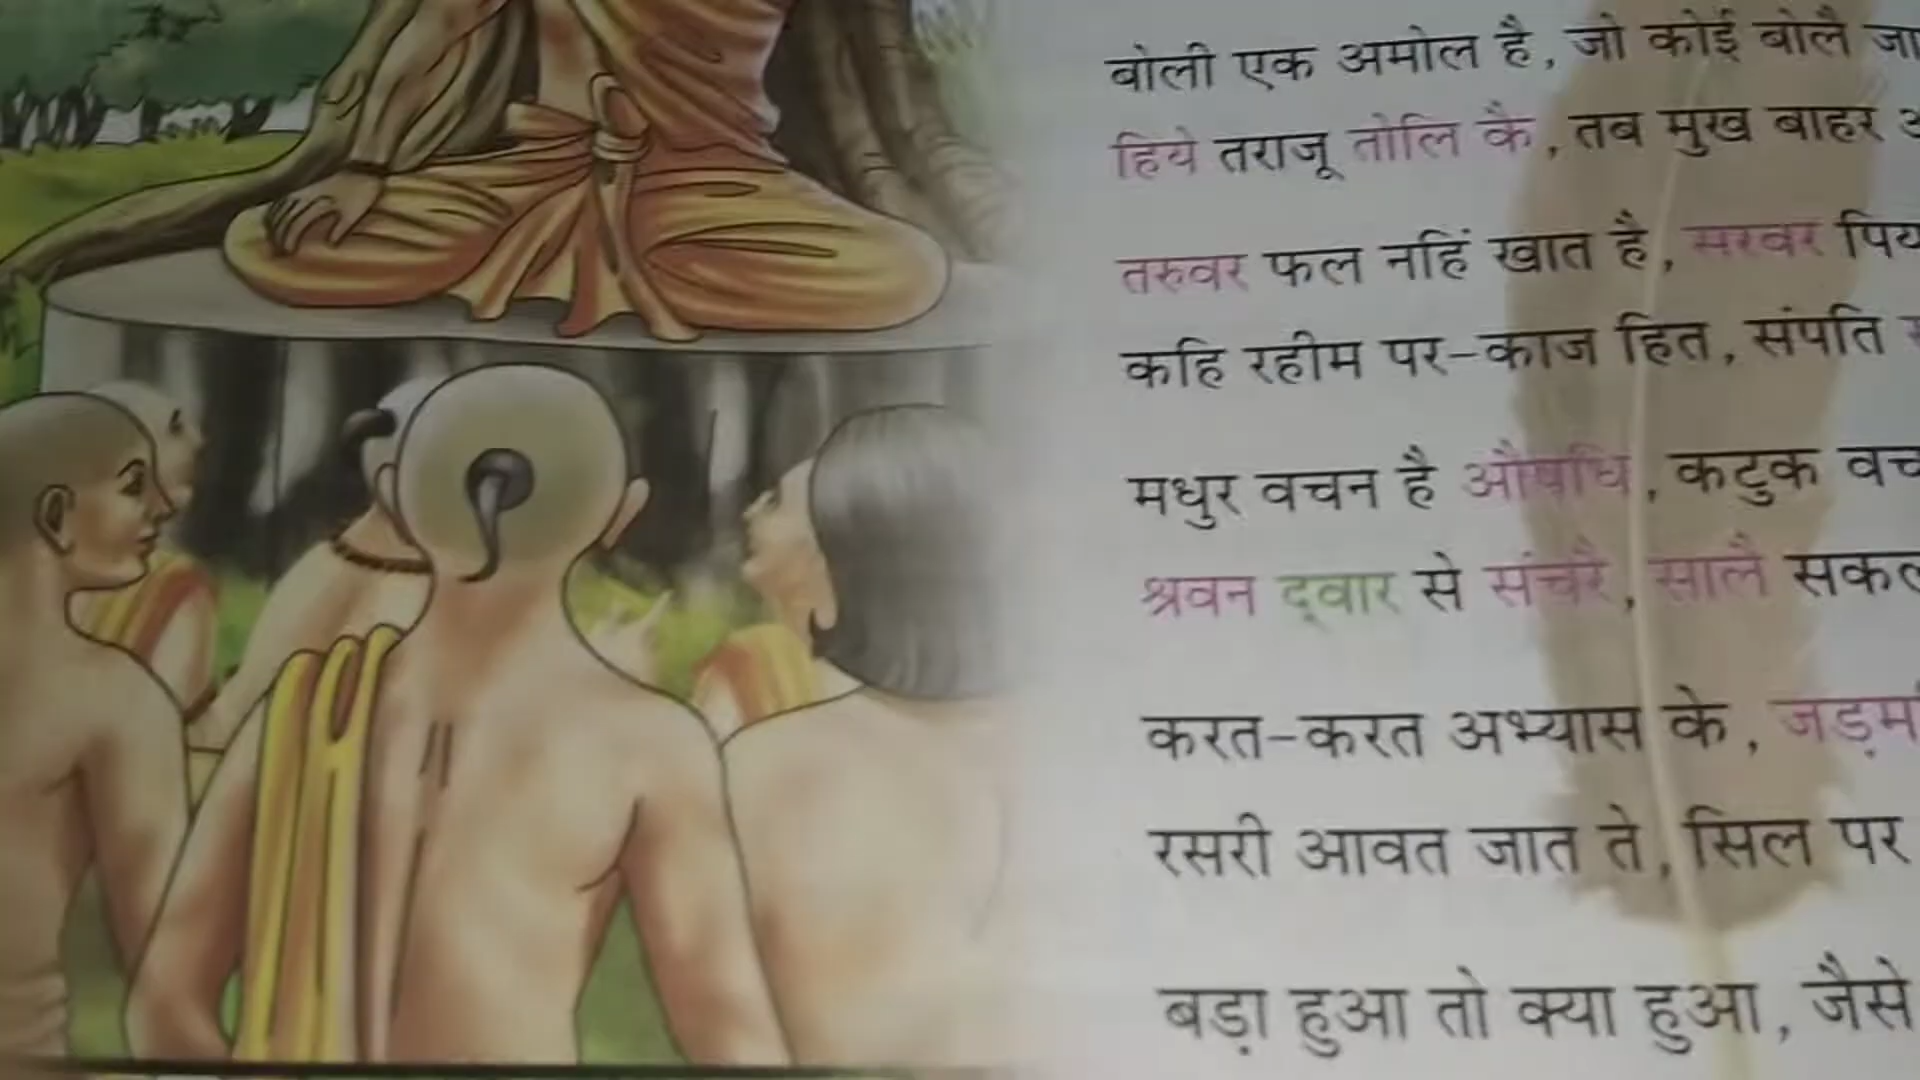 बोली एक अमोल है, जो कोई बोलै
हिये तराजू तोलि कै, तब मुख बाहर
तरुवर फल नहिं खात है, सरवर
कहि रहीम पर-काज हित, संपति
मधुर वचन है औषधि, कटुक
श्रवन द्वार से संचरै, सालै
करत-करत अभ्यास के,
रसरी आवत जात ते, सिल पर
बड़ा हुआ तो क्या हुआ, जैसे